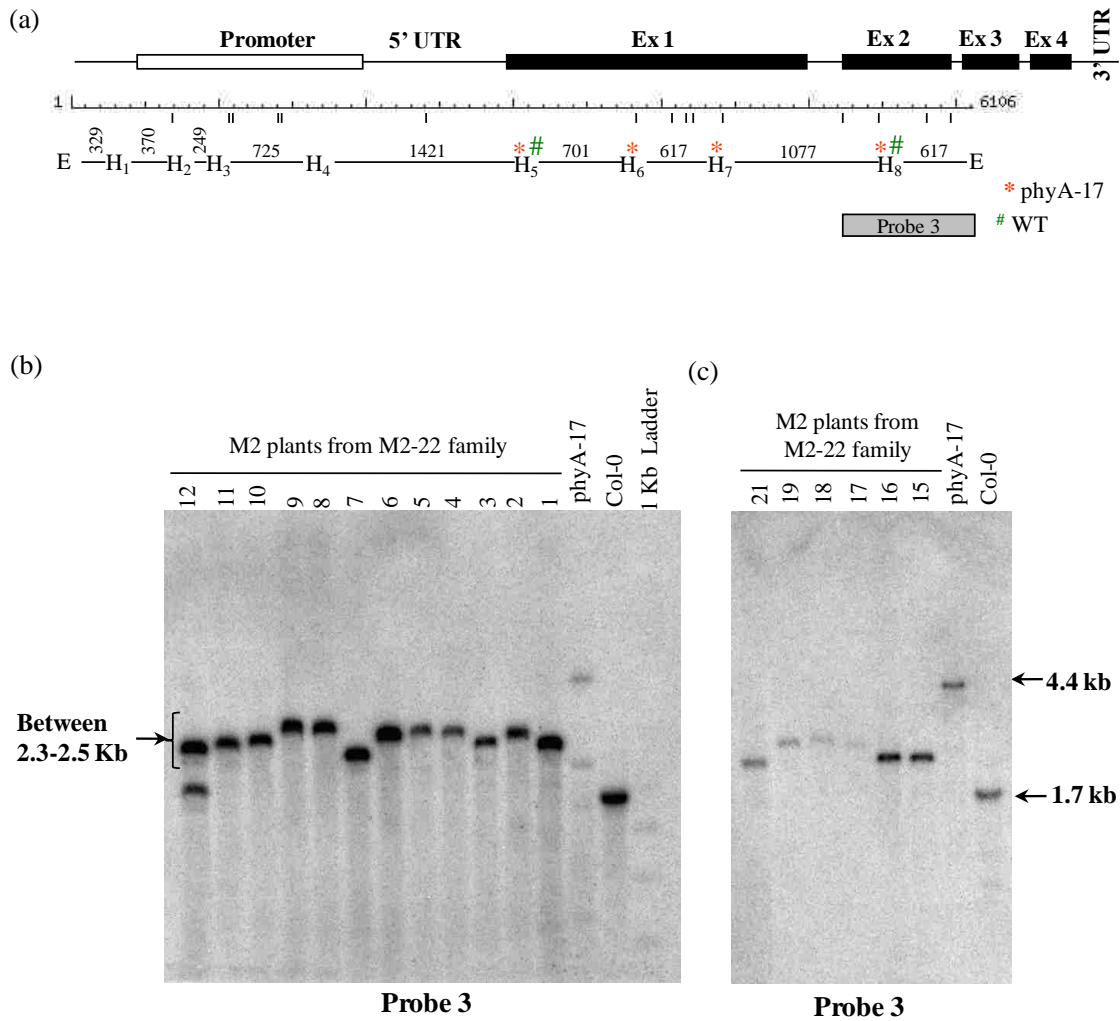 (a)
Promoter 5’ UTR Ex 1 Ex 2 Ex 3 Ex 4 3’ UTR
1 6106
329 370 249 725 1421 * # 701 * 617 * 1077 * # 617
E H1 H2 H3 H4 H5 H6 H7 H8 E
* phyA-17
Probe 3
# WT
(b)
M2 plants from M2-22 family
12 11 10 9 8 7 6 5 4 3 2 1 phyA-17 Col-0 1 Kb Ladder
Between
2.3-2.5 Kb
Probe 3
(c)
M2 plants from
M2-22 family
21 19 18 17 16 15 phyA-17 Col-0
4.4 kb
1.7 kb
Probe 3